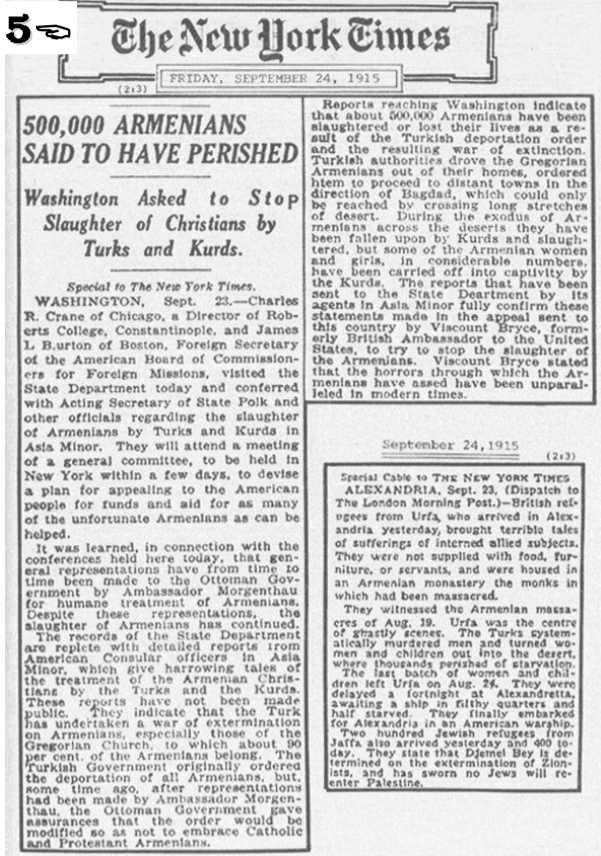 5
The New York Times
FRIDAY, SEPTEMBER 24, 1915
(2:3)
500,000 ARMENIANS
SAID TO HAVE PERISHED
Washington Asked to Stop
Slaughter of Christians by
Turks and Kurds.
Special to The New York Times.
WASHINGTON, Sept. 23.—Charles
R. Crane of Chicago, a Director of Rob-
erts College, Constantinople, and James
L B.urton of Boston, Foreign Secretary
of the American Board of Commission-
ers for Foreign Missions, visited the
State Department today and conferred
with Acting Secretary of State Polk and
other officials regarding the slaughter
of Armenians by Turks and Kurds in
Asia Minor. They will attend a meeting
of a general committee, to be held in
New York within a few days, to devise
a plan for appealing to the American
people for funds and aid for as many
of the unfortunate Armenians as can be
helped.
It was learned, in connection with the
conferences held here today, that gen-
eral representations have from time to
time been made to the Ottoman Gov-
ernment by Ambassador Morgenthau
for humane treatment of Armenians.
Despite these representations, the
slaughter of Armenians has continued.
The records of the State Department
are replete with detailed reports from
American Consular officers in Asia
Minor, which give harrowing tales of
the treatment of the Armenian Chris-
tians by the Turks and the Kurds.
These reports have not been made
public. They indicate that the Turk
has undertaken a war of extermination
on Armenians, especially those of the
Gregorian Church, to which about 90
per cent. of the Armenians belong. The
Turkish Government originally ordered
the deportation of all Armenians, but,
some time ago, after representations
had been made by Ambassador Morgen-
thau, the Ottoman Government gave
assurances that the order would be
modified so as not to embrace Catholic
and Protestant Armenians.
Reports reaching Washington indicate
that about 500,000 Armenians have been
slaughtered or lost their lives as a re-
sult of the Turkish deportation order
and the resulting war of extinction.
Turkish authorities drove the Gregorian
Armenians out of their homes, ordered
htem to proceed to distant towns in the
direction of Bagdad, which could only
be reached by crossing long stretches
of desert. During the exodus of Ar-
menians across the deserts they have
been fallen upon by Kurds and slaugh-
tered, but some of the Armenian women
and girls, in considerable numbers,
have been carried off into captivity by
the Kurds. The reports that have been
sent to the State Deartment by its
agents in Asia Minor fully confirm these
statements made in the appeal sent to
this country by Viscount Bryce, form-
erly British Ambassador to the United
States, to try to stop the slaughter of
the Armenians. Viscount Bryce stated
that the horrors through which the Ar-
menians have assed have been unparal-
leled in modern times.
September 24,1915
(2:3)
Special Cable to THE NEW YORK TIMES
ALEXANDRIA, Sept. 23, (Dispatch to
The London Morning Post.)—British ref-
ugees from Urfa, who arrived in Alex-
andria yesterday, brought terrible tales
of sufferings of interned allied subjects.
They were not supplied with food, fur-
niture, or servants, and were housed in
an Armenian monastery the monks in
which had been massacred.
They witnessed the Armenian massa-
cres of Aug. 19. Urfa was the centre
of ghastly scenes. The Turks system-
atically murdered men and turned wo-
men and children out into the desert,
where thousands perished of starvation.
The last batch of women and chil-
dren left Urfa on Aug. 24. They were
delayed a fortnight at Alexandretta,
awaiting a ship in filthy quarters and
half starved. They finally embarked
for Alexandria in an American warship.
Two hundred Jewish refugees from
Jaffa also arrived yesterday and 400 to-
day. They state that Djemel Bey is de-
termined on the extermination of Zion-
ists, and has sworn no Jews will re-
enter Palestine.